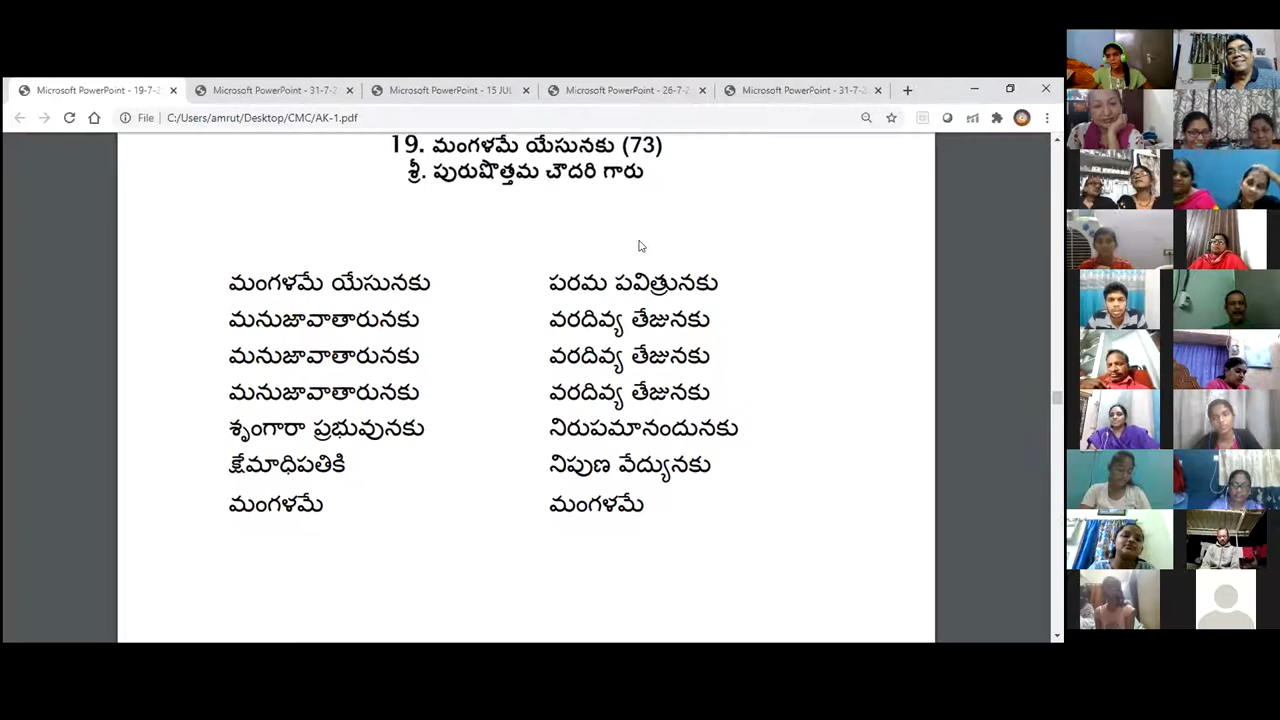 Microsoft PowerPoint - 19-7-2
Microsoft PowerPoint - 31-7-2
Microsoft PowerPoint - 15 JUL
Microsoft PowerPoint - 26-7-2
Microsoft PowerPoint - 31-7-2
File C:/Users/amrut/Desktop/CMC/AK-1.pdf
19. మంగళమే యేసునకు (73)
శ్రీ. పురుషొత్తమ చౌదరి గారు
మంగళమే యేసునకు
మనుజావాతారునకు
మనుజావాతారునకు
మనుజావాతారునకు
శృంగారా ప్రభువునకు
క్షేమాధిపతికి
మంగళమే
పరమ పవిత్రునకు
వరదివ్య తేజునకు
వరదివ్య తేజునకు
వరదివ్య తేజునకు
నిరుపమానందునకు
నిపుణ వేద్యునకు
మంగళమే